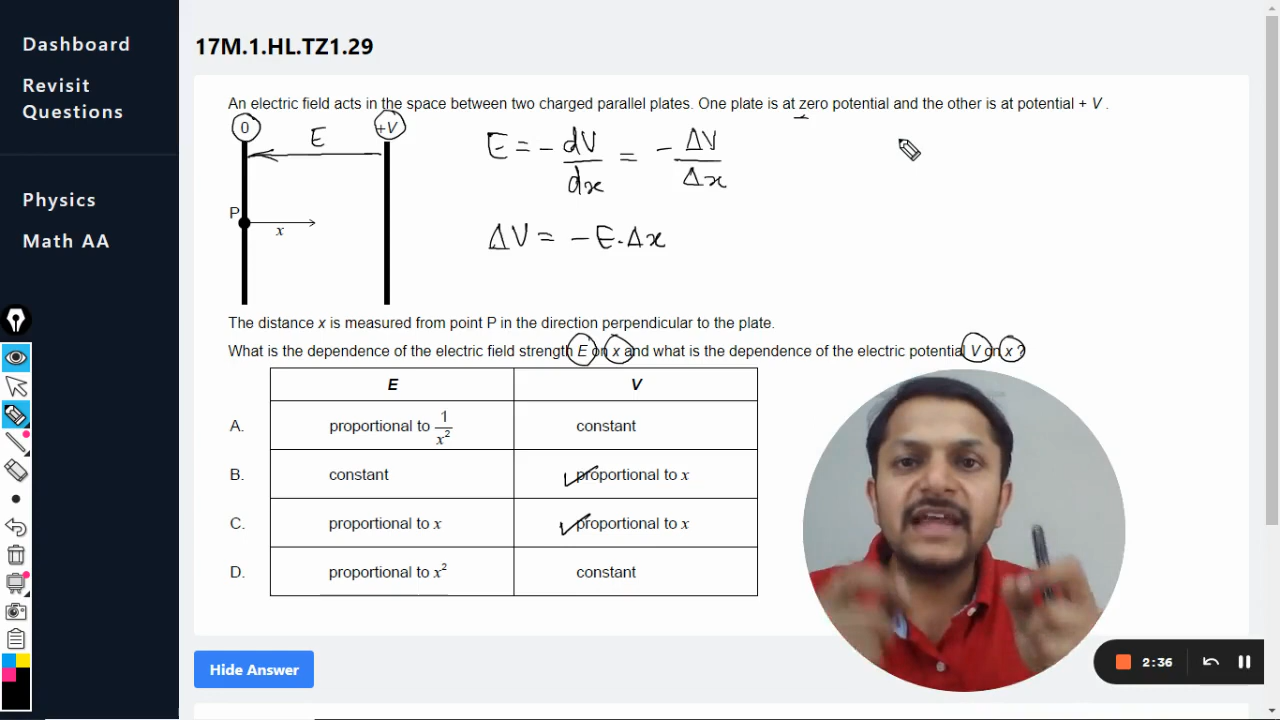 Dashboard
Revisit
Questions
Physics
Math AA
17M.1.HL.TZ1.29
An electric field acts in the space between two charged parallel plates. One plate is at zero potential and the other is at potential + V .
0
E
+V
E = - dV/dx = - ΔV/Δx
P
x
ΔV = - E.Δx
The distance x is measured from point P in the direction perpendicular to the plate.
What is the dependence of the electric field strength E on x and what is the dependence of the electric potential V on x ?
E V
A. proportional to 1/x² constant
B. constant proportional to x
C. proportional to x proportional to x
D. proportional to x² constant
Hide Answer
2:36